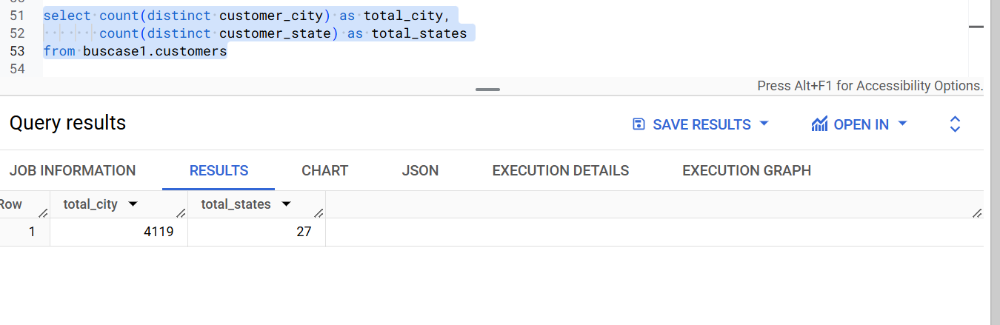 51 select count(distinct customer_city) as total_city,
52 count(distinct customer_state) as total_states
53 from buscase1.customers
54
Press Alt+F1 for Accessibility Options.
Query results
SAVE RESULTS
OPEN IN
JOB INFORMATION RESULTS CHART JSON EXECUTION DETAILS EXECUTION GRAPH
Row total_city total_states
1 4119 27